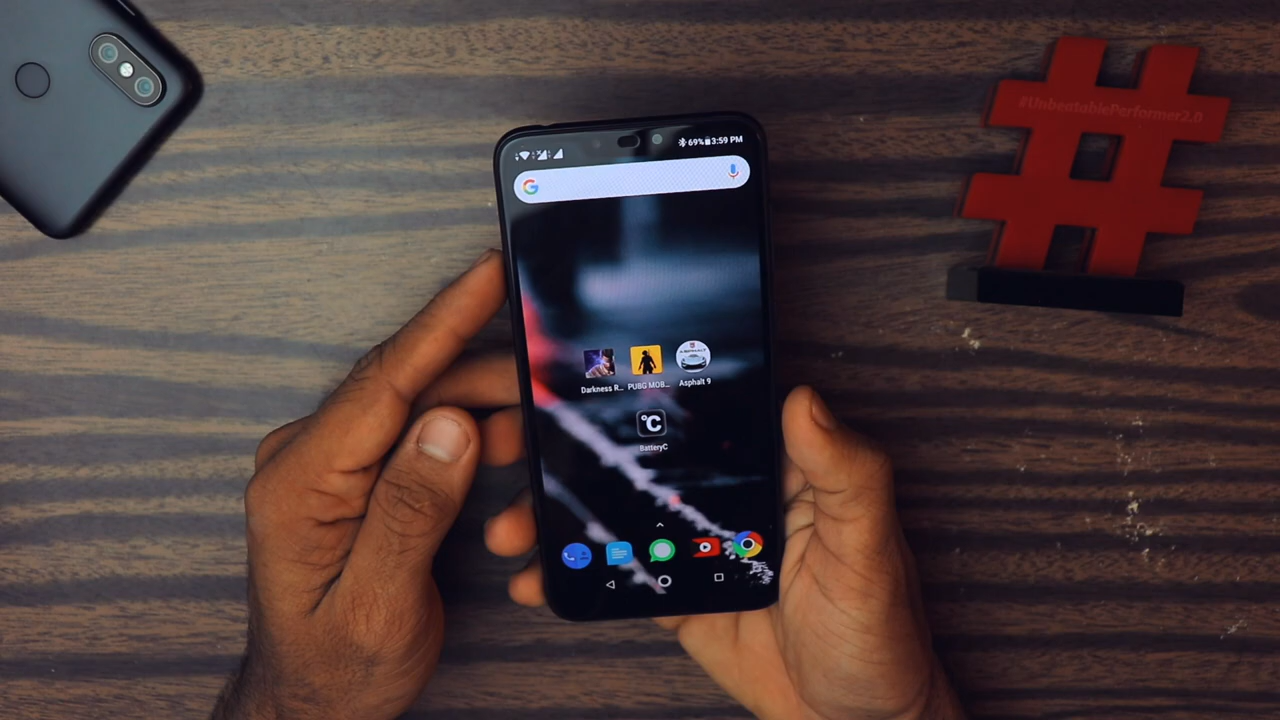 #UnbeatablePerformer2.0
69% 3:59 PM
G
Darkness R... PUBG MOB... Asphalt 9
°C
BatteryC